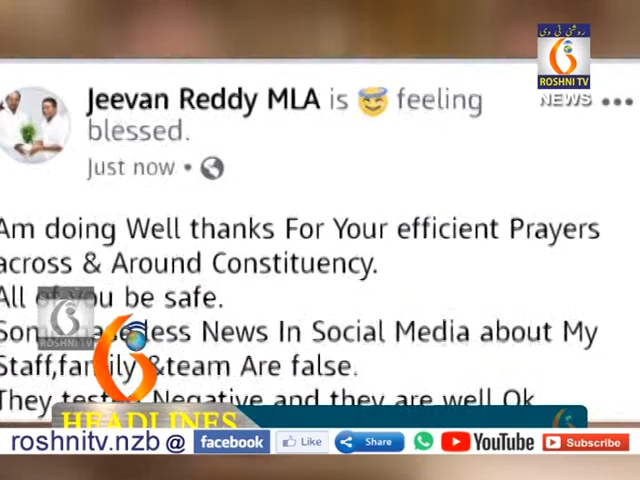 روشنی ٹی وی
ROSHNI TV
NEWS
Jeevan Reddy MLA is feeling
blessed.
Just now
Am doing Well thanks For Your efficient Prayers
across & Around Constituency.
All of you be safe.
ROSHNI TV
Some baseless News In Social Media about My
Staff,family &team Are false.
They tested Negative and they are well Ok
HEADLINES
roshnitv.nzb@ facebook Like Share YouTube Subscribe